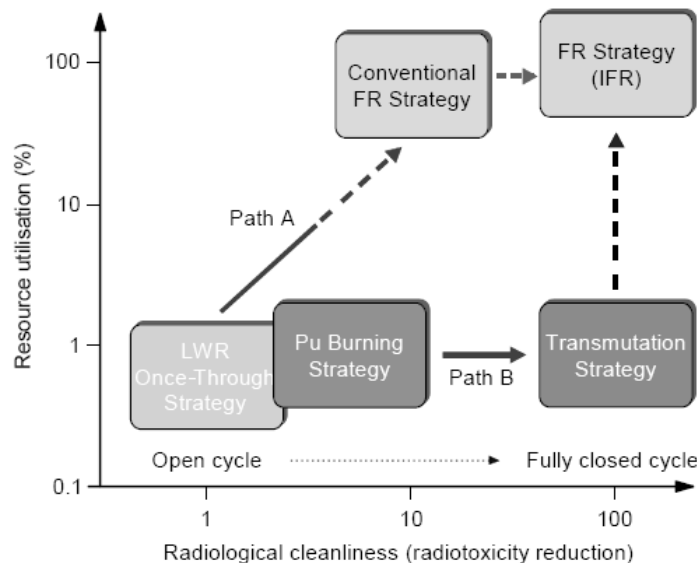 100
Conventional
FR Strategy
FR Strategy
(IFR)
Resource utilisation (%)
10
Path A
1
LWR
Once-Through
Strategy
Pu Burning
Strategy
Path B
Transmutation
Strategy
Open cycle
Fully closed cycle
0.1
1
10
100
Radiological cleanliness (radiotoxicity reduction)